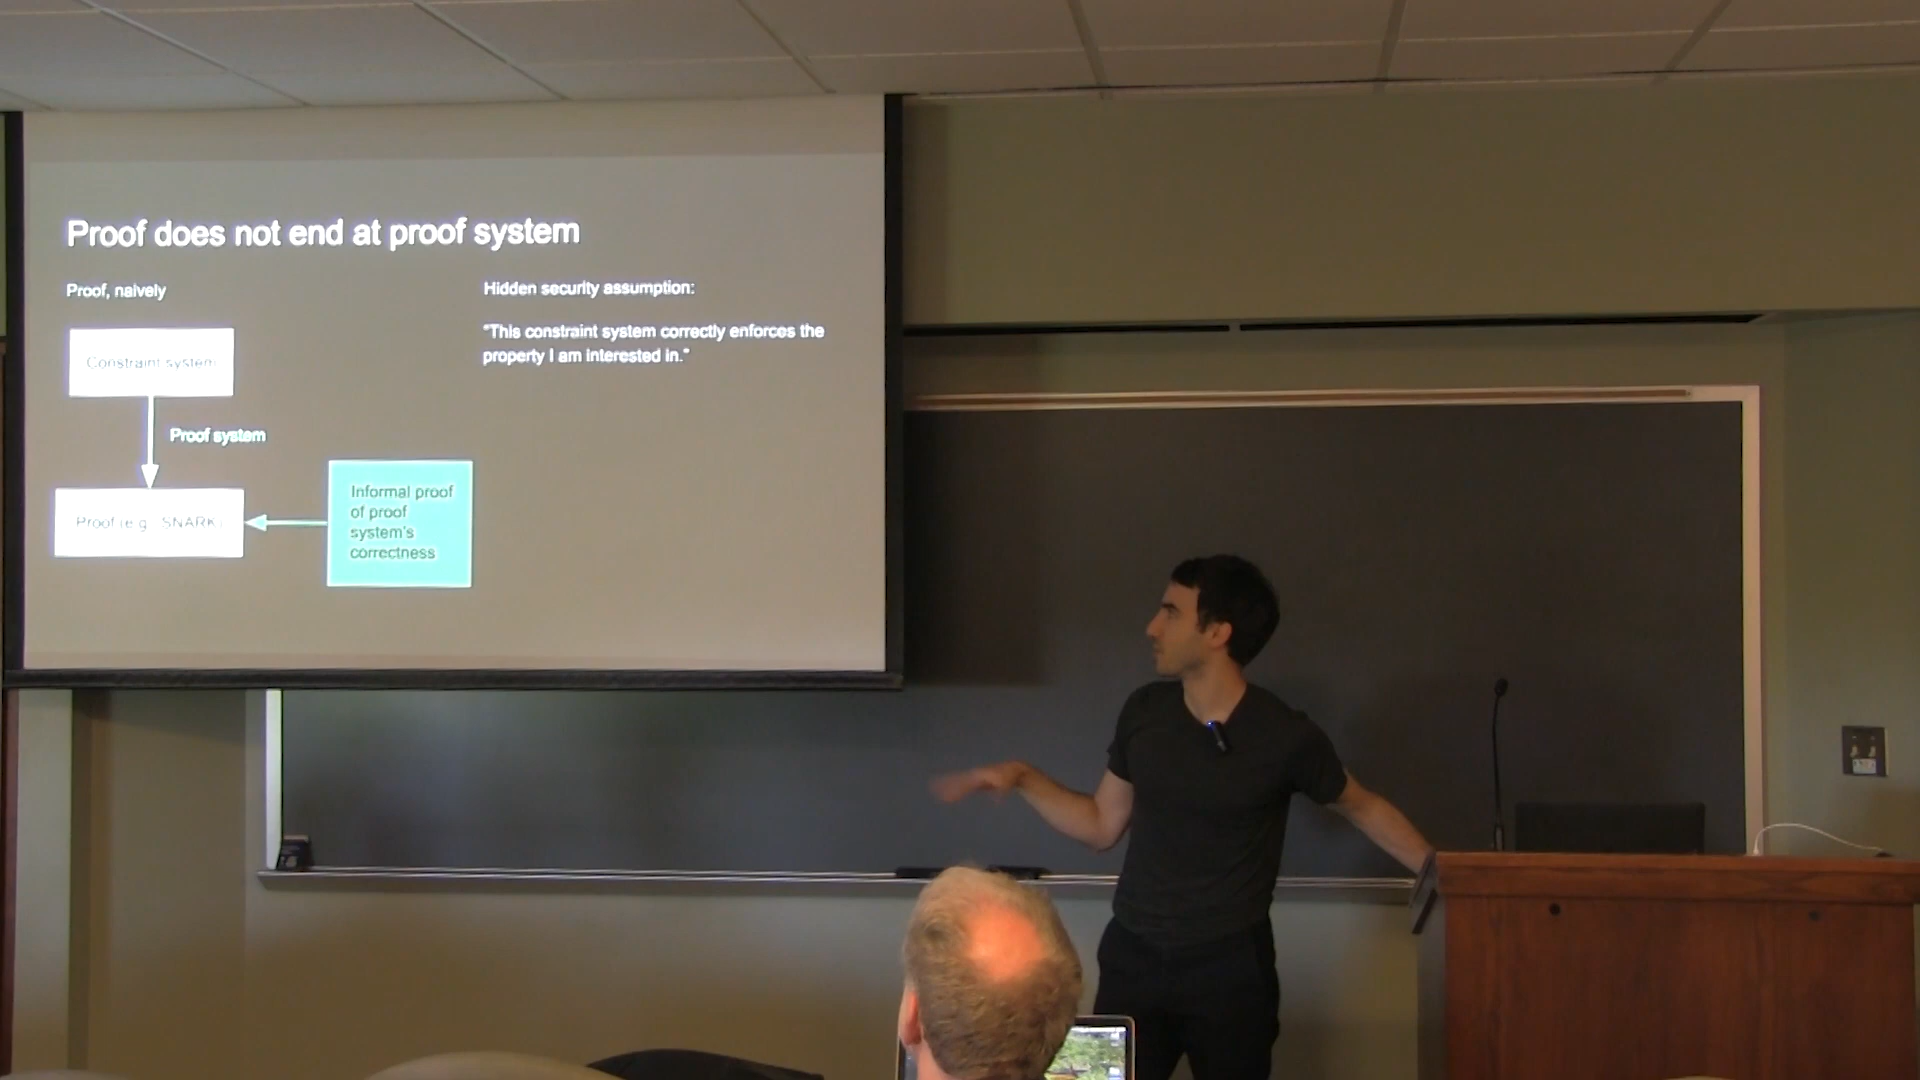 Proof does not end at proof system
Proof, naively
Constraint system
Proof system
Proof (e.g., SNARK)
Informal proof
of proof
system's
correctness
Hidden security assumption:
"This constraint system correctly enforces the
property I am interested in."